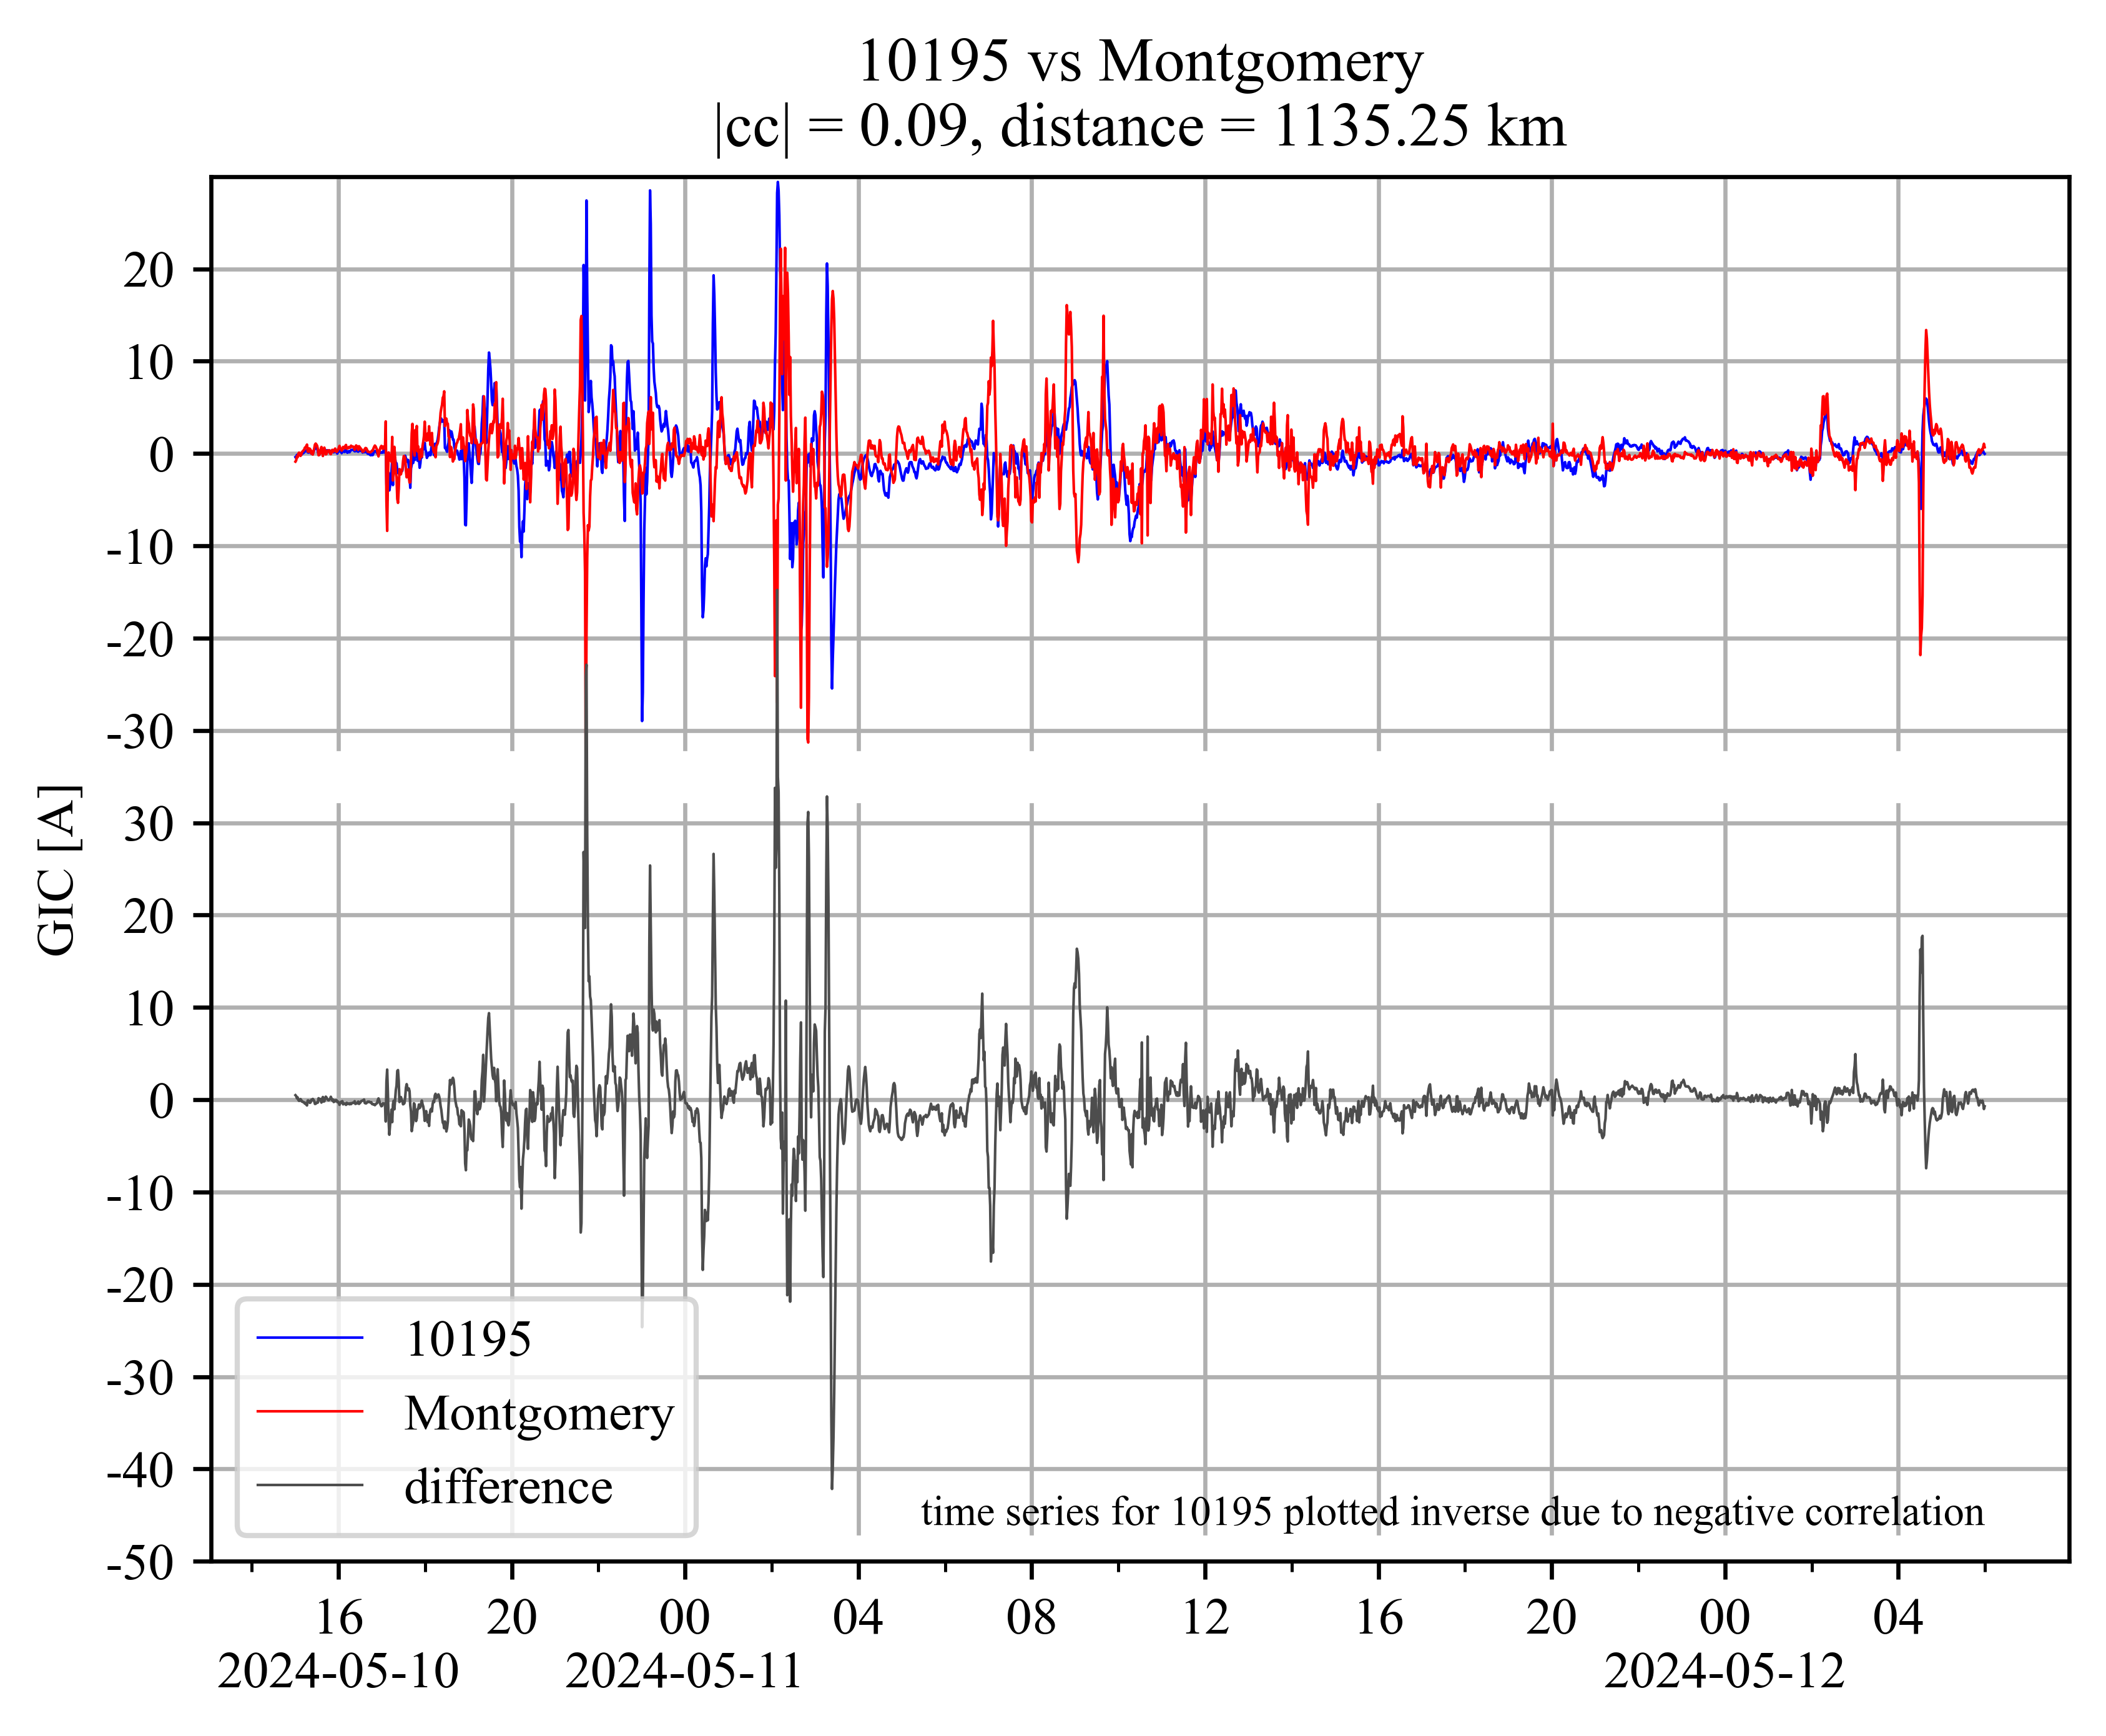 10195 vs Montgomery
|cc| = 0.09, distance = 1135.25 km
GIC [A]
20
10
0
-10
-20
-30
30
20
10
0
-10
-20
-30
-40
-50
10195
Montgomery
difference
time series for 10195 plotted inverse due to negative correlation
16 20 00 04 08 12 16 20 00 04
2024-05-10 2024-05-11 2024-05-12